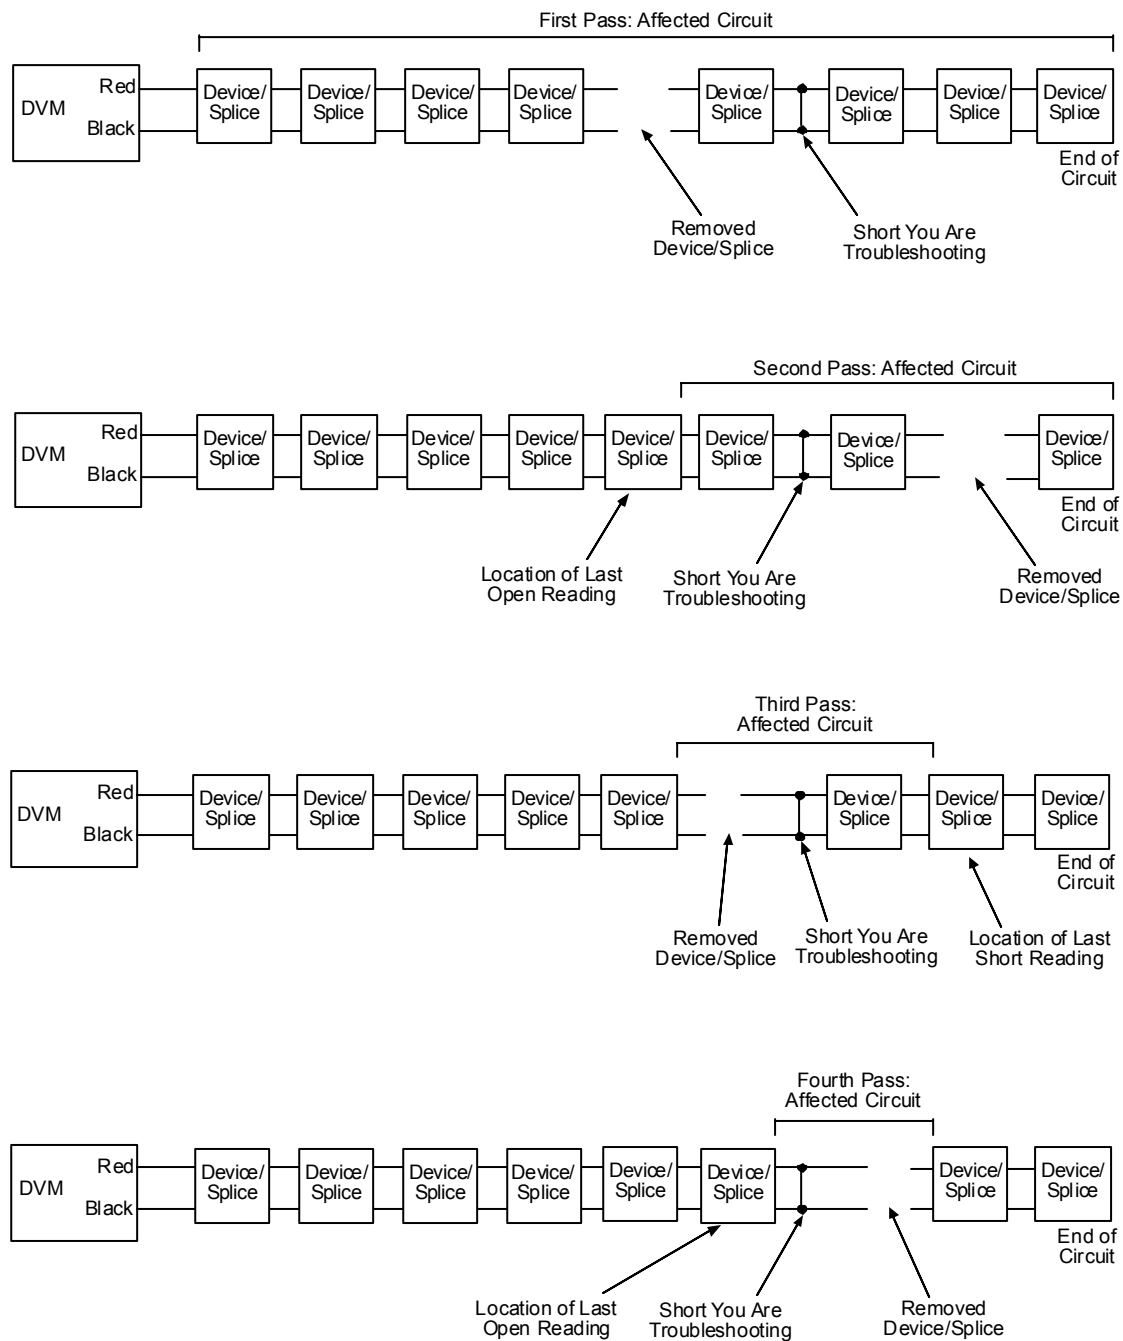 First Pass: Affected Circuit
DVM
Red
Black
Device/
Splice
Device/
Splice
Device/
Splice
Device/
Splice
Device/
Splice
Device/
Splice
Device/
Splice
Device/
Splice
End of
Circuit
Removed
Device/Splice
Short You Are
Troubleshooting
Second Pass: Affected Circuit
DVM
Red
Black
Device/
Splice
Device/
Splice
Device/
Splice
Device/
Splice
Device/
Splice
Device/
Splice
Device/
Splice
Device/
Splice
End of
Circuit
Location of Last
Open Reading
Short You Are
Troubleshooting
Removed
Device/Splice
Third Pass:
Affected Circuit
DVM
Red
Black
Device/
Splice
Device/
Splice
Device/
Splice
Device/
Splice
Device/
Splice
Device/
Splice
Device/
Splice
Device/
Splice
End of
Circuit
Removed
Device/Splice
Short You Are
Troubleshooting
Location of Last
Short Reading
Fourth Pass:
Affected Circuit
DVM
Red
Black
Device/
Splice
Device/
Splice
Device/
Splice
Device/
Splice
Device/
Splice
Device/
Splice
Device/
Splice
Device/
Splice
End of
Circuit
Location of Last
Open Reading
Short You Are
Troubleshooting
Removed
Device/Splice